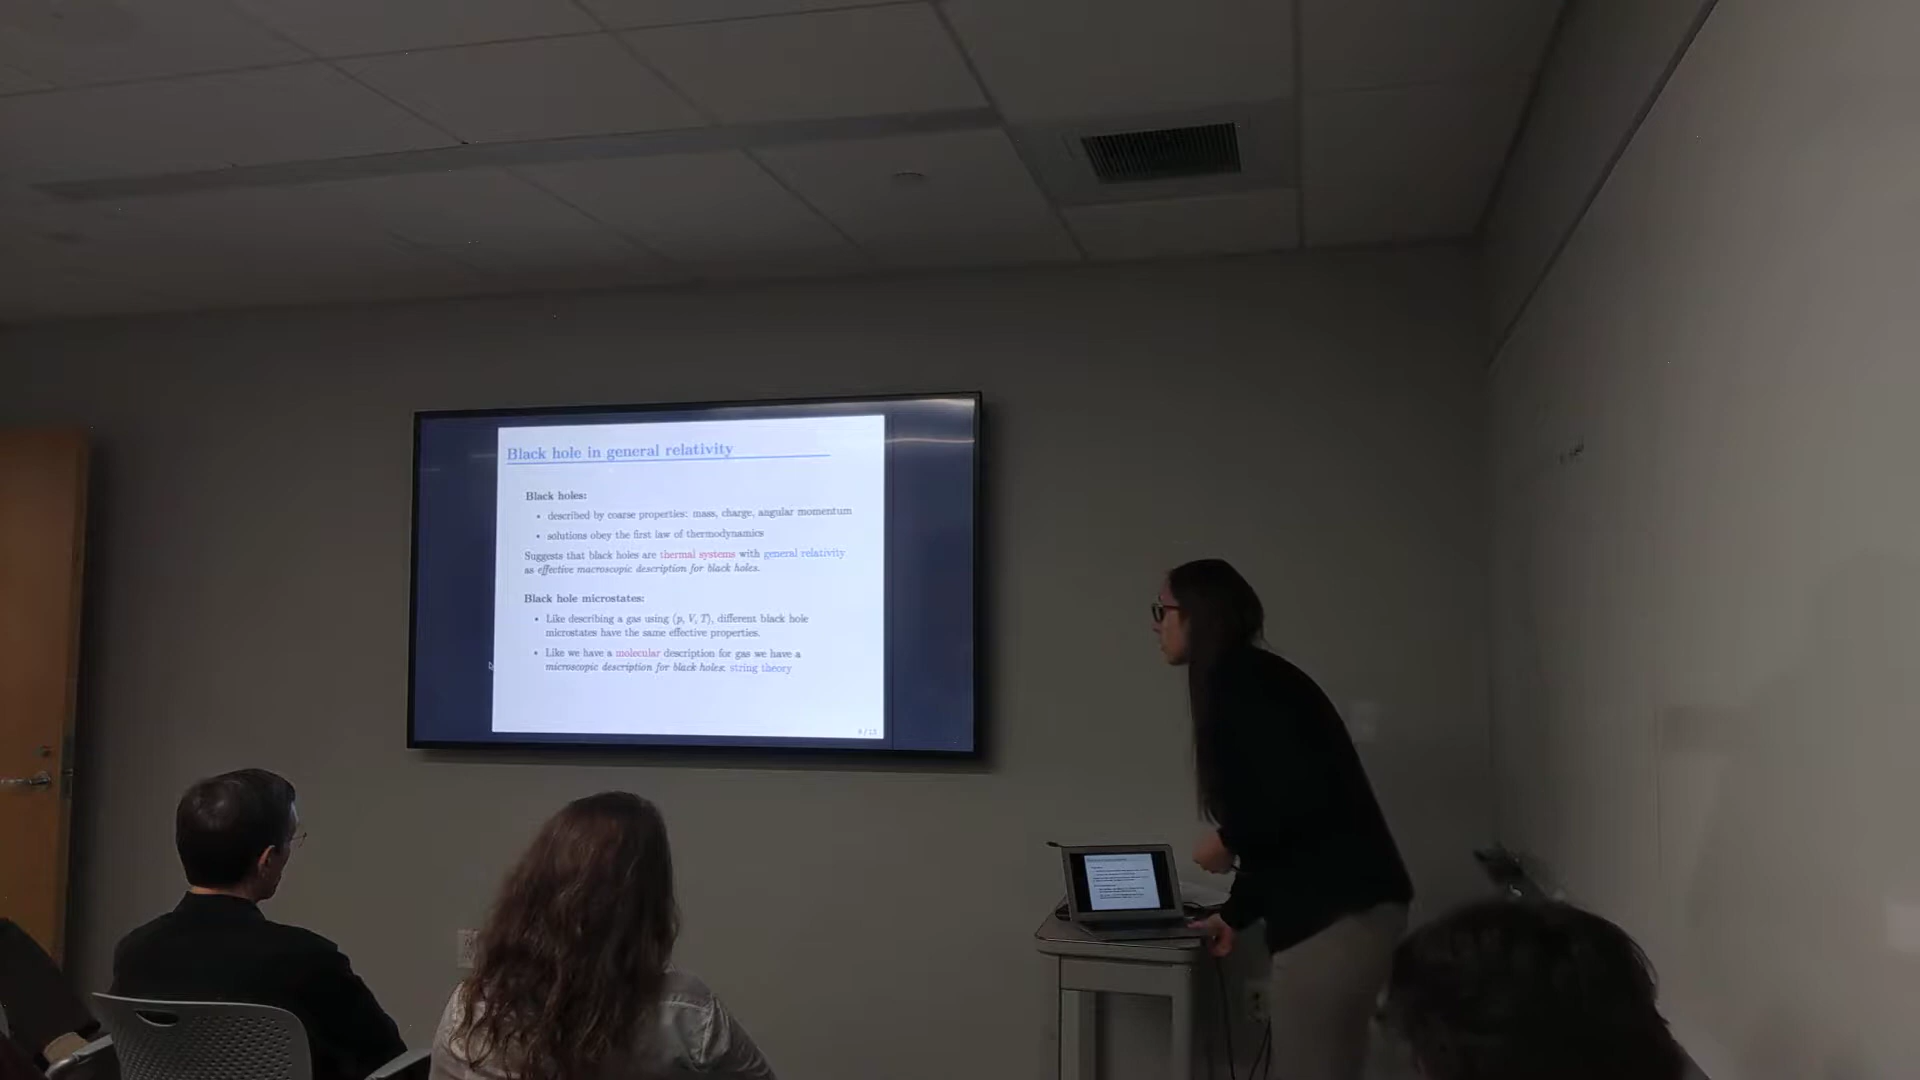 Black hole in general relativity
Black holes:
• described by coarse properties: mass, charge, angular momentum
• solutions obey the first law of thermodynamics
Suggests that black holes are thermal systems with general relativity
as effective macroscopic description for black holes.
Black hole microstates:
• Like describing a gas using (p, V, T), different black hole
microstates have the same effective properties.
• Like we have a molecular description for gas we have a
microscopic description for black holes: string theory